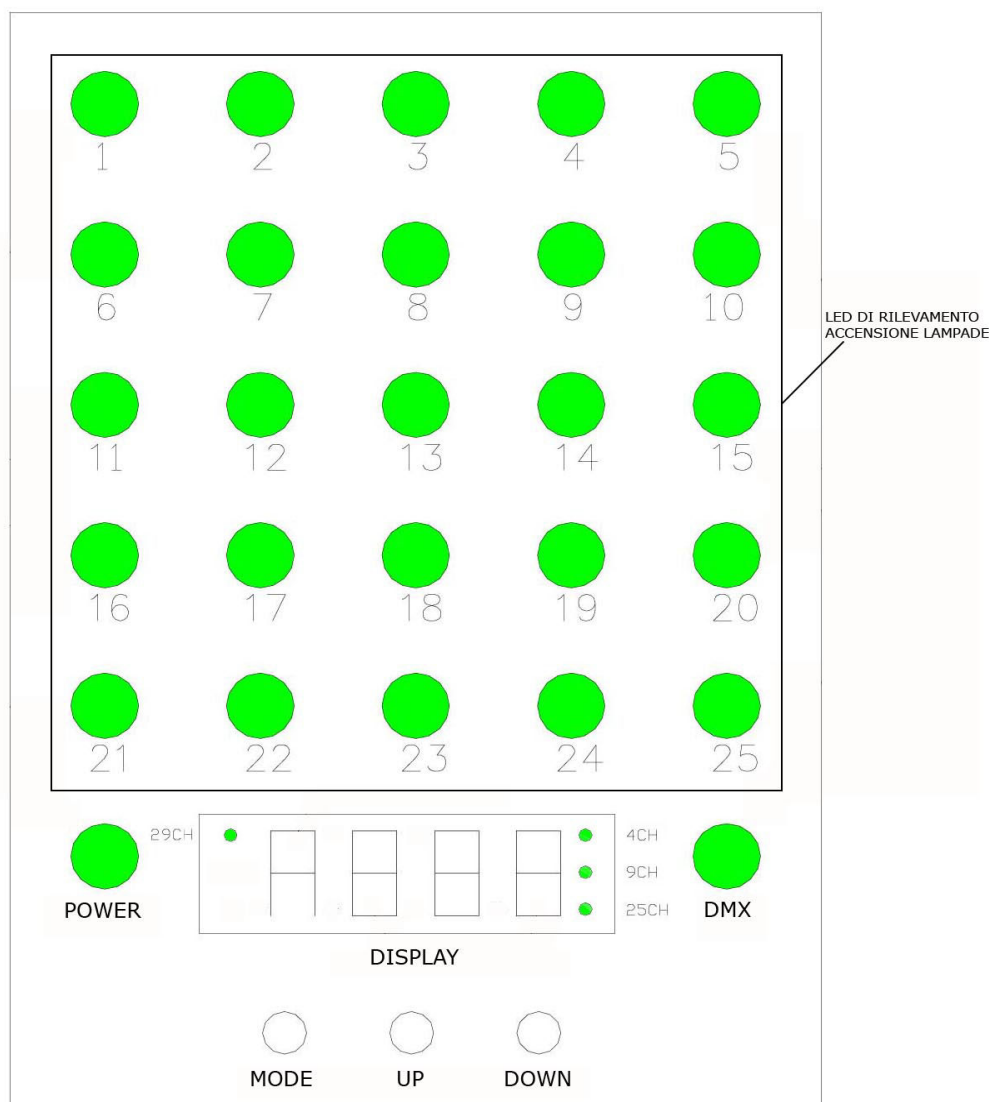 1 2 3 4 5
6 7 8 9 10
LED DI RILEVAMENTO
ACCENSIONE LAMPADE
11 12 13 14 15
16 17 18 19 20
21 22 23 24 25
29CH A888 4CH
9CH
25CH
POWER DMX
DISPLAY
MODE UP DOWN